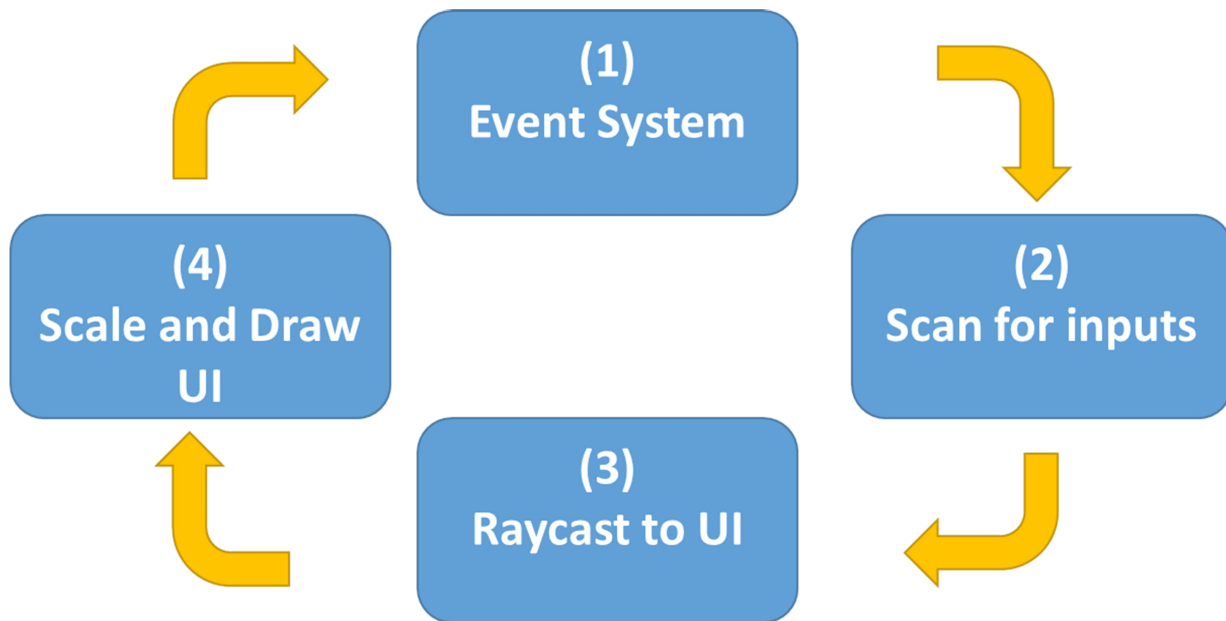 (1)
Event System
(2)
Scan for inputs
(3)
Raycast to UI
(4)
Scale and Draw
UI